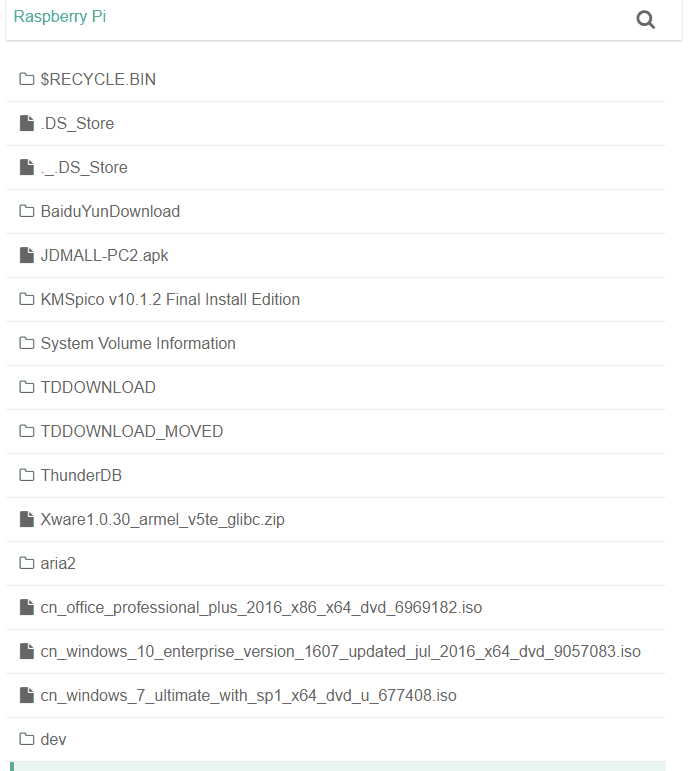 Raspberry Pi
$RECYCLE.BIN
.DS_Store
._.DS_Store
BaiduYunDownload
JDMALL-PC2.apk
KMSpico v10.1.2 Final Install Edition
System Volume Information
TDDOWNLOAD
TDDOWNLOAD_MOVED
ThunderDB
Xware1.0.30_armel_v5te_glibc.zip
aria2
cn_office_professional_plus_2016_x86_x64_dvd_6969182.iso
cn_windows_10_enterprise_version_1607_updated_jul_2016_x64_dvd_9057083.iso
cn_windows_7_ultimate_with_sp1_x64_dvd_u_677408.iso
dev